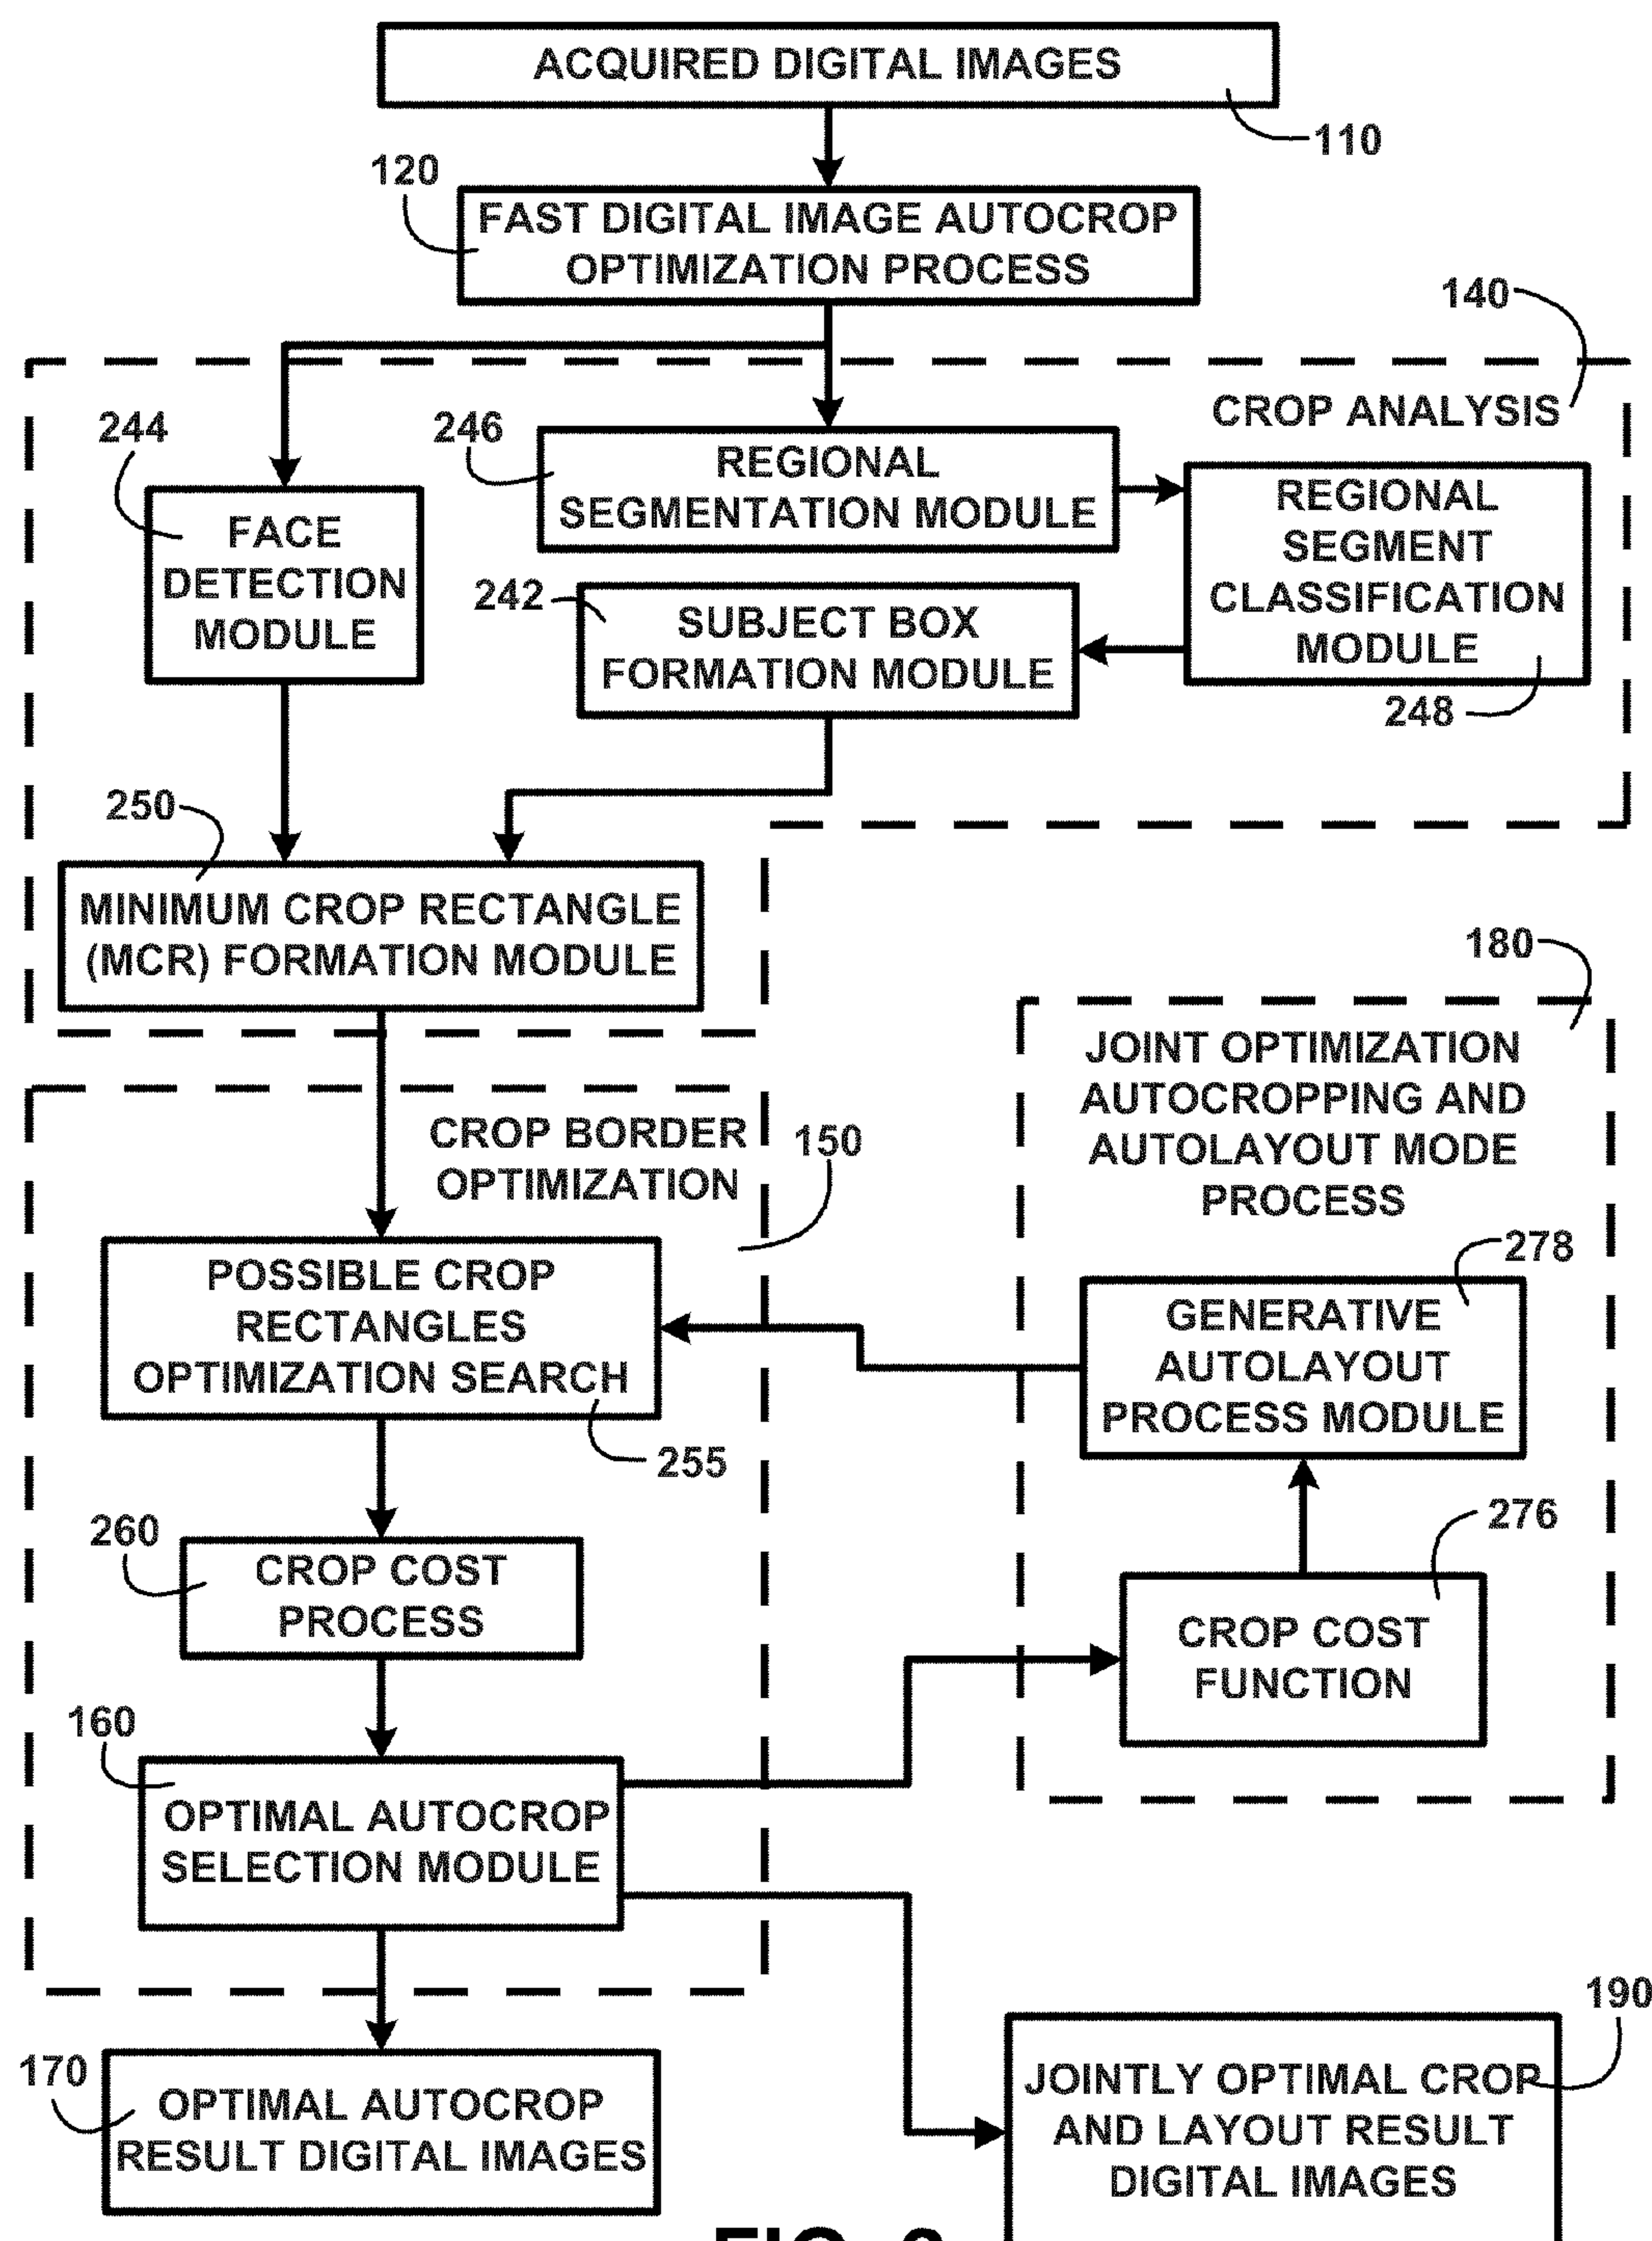 ACQUIRED DIGITAL IMAGES
110
120
FAST DIGITAL IMAGE AUTOCROP
OPTIMIZATION PROCESS
140
CROP ANALYSIS
244
246
REGIONAL
SEGMENTATION MODULE
FACE
DETECTION
MODULE
REGIONAL
SEGMENT
CLASSIFICATION
MODULE
242
SUBJECT BOX
FORMATION MODULE
248
250
MINIMUM CROP RECTANGLE
(MCR) FORMATION MODULE
180
JOINT OPTIMIZATION
AUTOCROPPING AND
AUTOLAYOUT MODE
PROCESS
CROP BORDER
OPTIMIZATION
150
POSSIBLE CROP
RECTANGLES
OPTIMIZATION SEARCH
255
278
GENERATIVE
AUTOLAYOUT
PROCESS MODULE
260
CROP COST
PROCESS
276
CROP COST
FUNCTION
160
OPTIMAL AUTOCROP
SELECTION MODULE
190
170
OPTIMAL AUTOCROP
RESULT DIGITAL IMAGES
JOINTLY OPTIMAL CROP
AND LAYOUT RESULT
DIGITAL IMAGES
FIG.